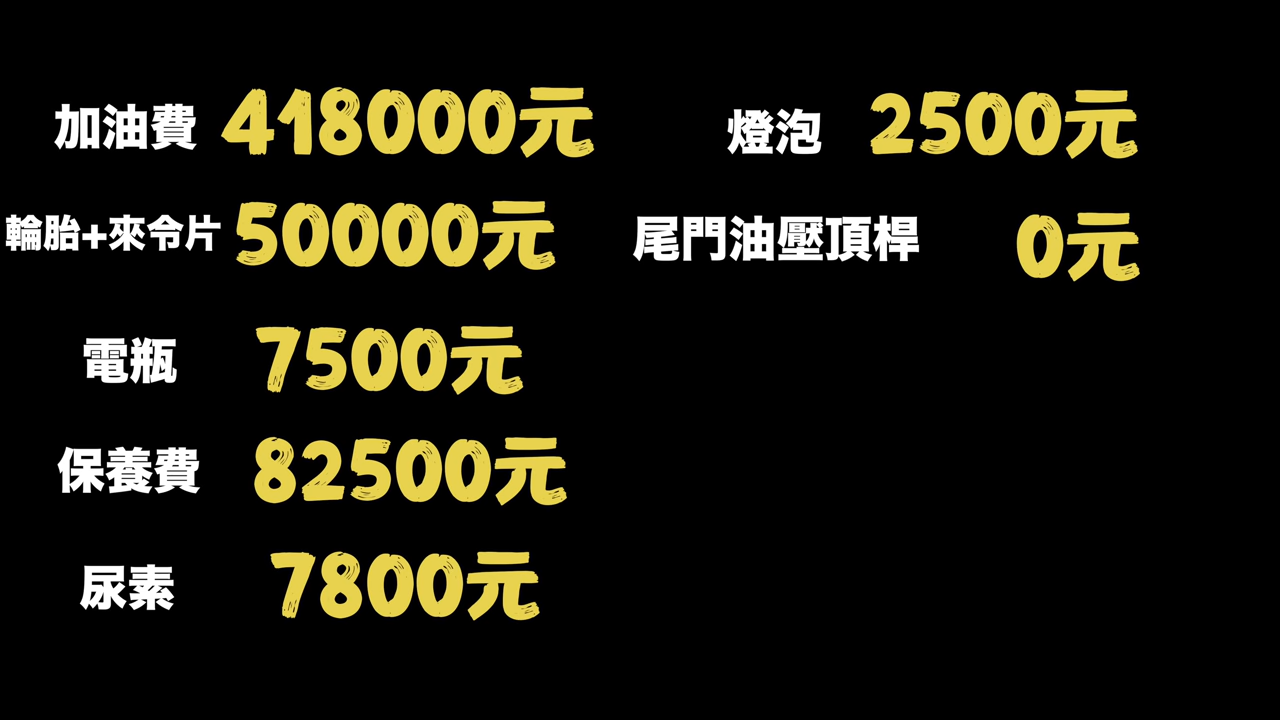 加油費 418000元
輪胎+來令片 50000元
電瓶 7500元
保養費 82500元
尿素 7800元
燈泡 2500元
尾門油壓頂桿 0元